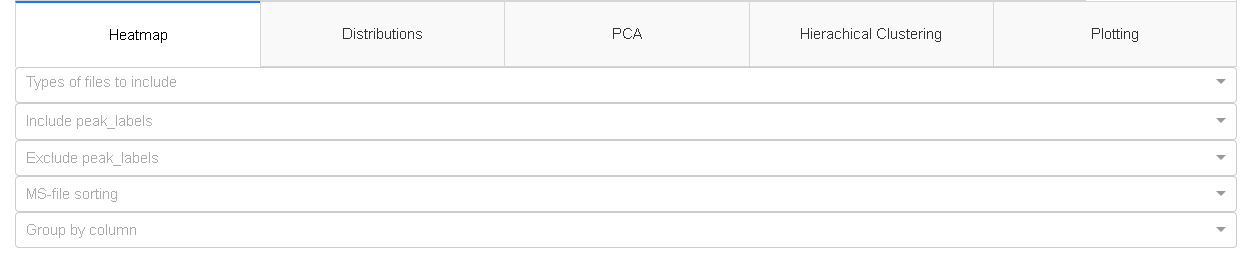 Heatmap Distributions PCA Hierachical Clustering Plotting
Types of files to include
Include peak_labels
Exclude peak_labels
MS-file sorting
Group by column